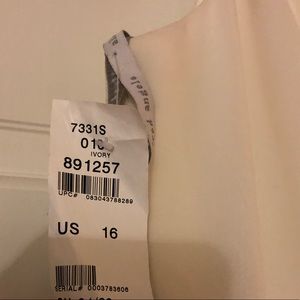 7331S
IVORY
891257
UPC# 083043788289
US 16
SERIAL# 0003783606